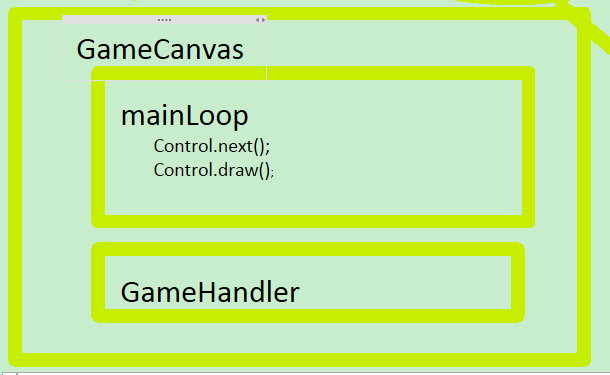 GameCanvas
mainLoop
Control.next();
Control.draw();
GameHandler